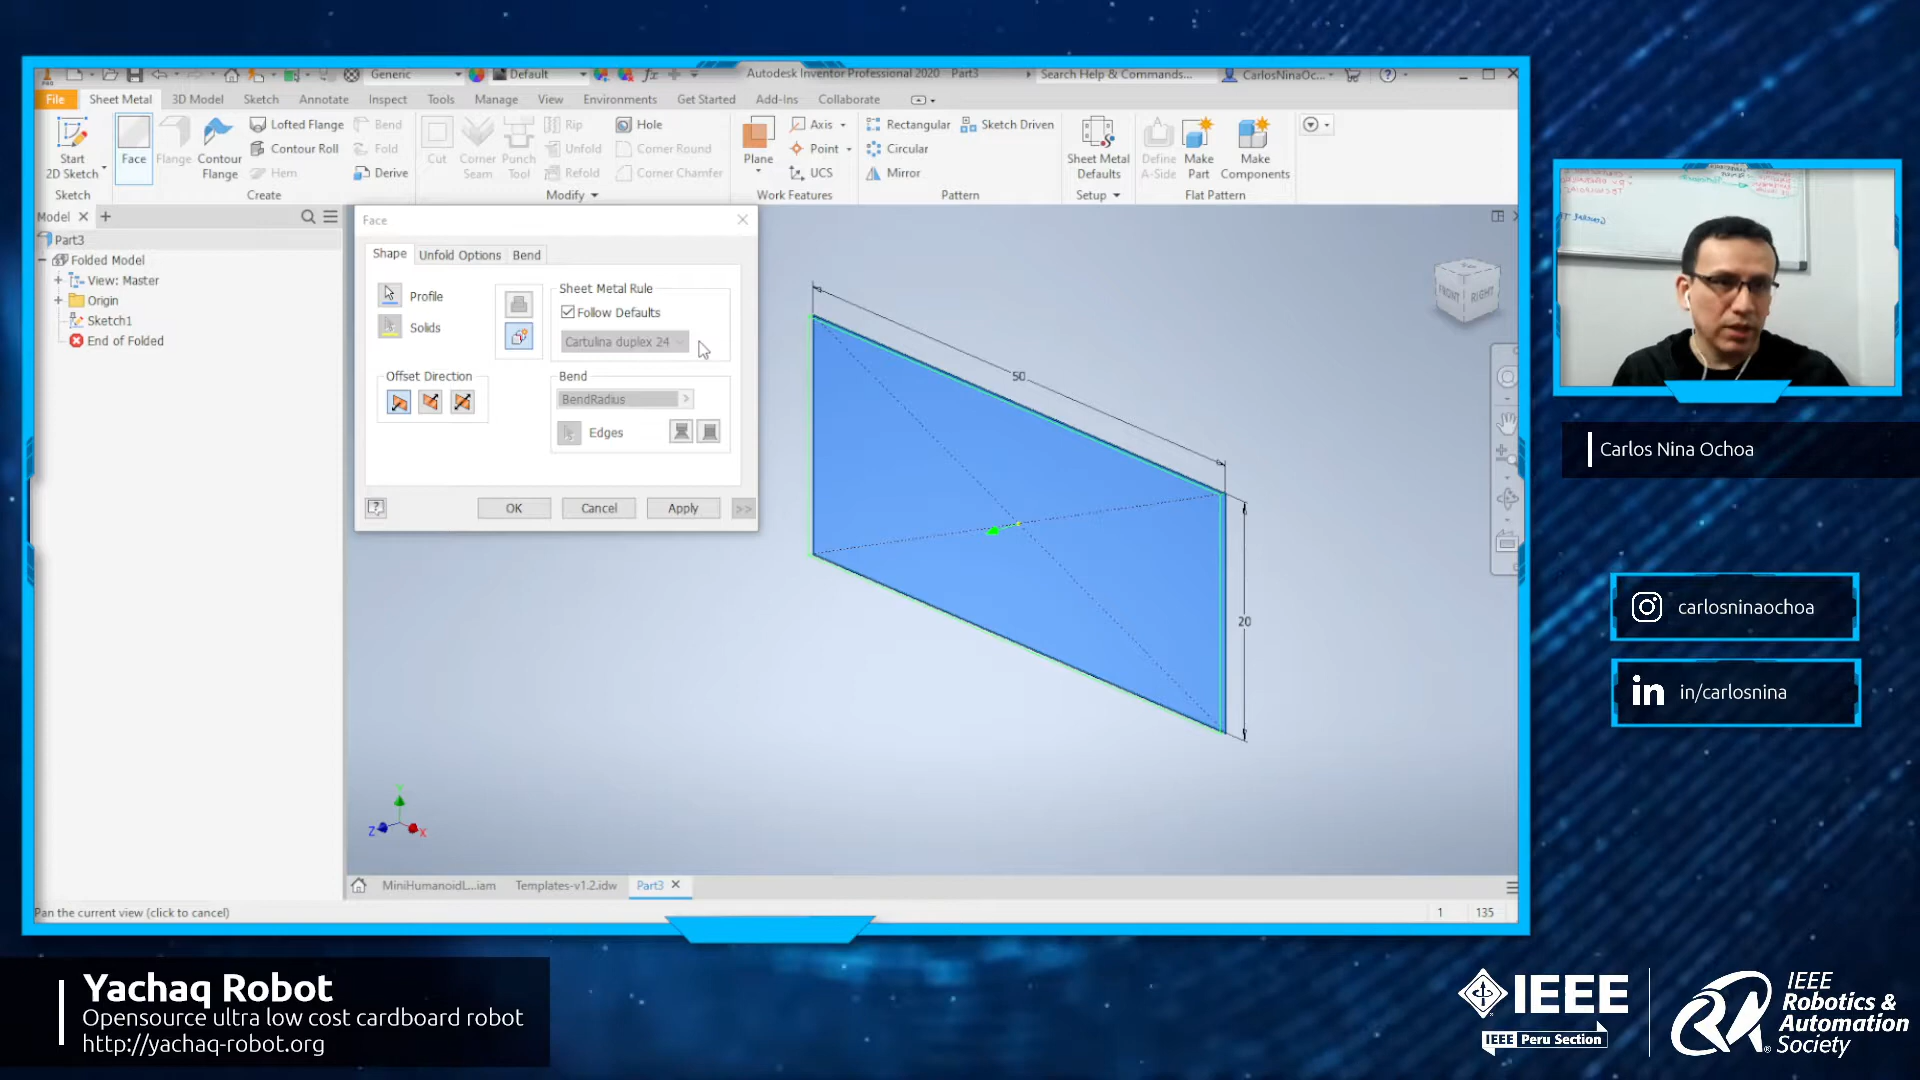 Generic
Default
Autodesk Inventor Professional 2020 Part3
Search Help & Commands...
CarlosNinaOc...
File
Sheet Metal
3D Model
Sketch
Annotate
Inspect
Tools
Manage
View
Environments
Get Started
Add-Ins
Collaborate
Start
2D Sketch
Face
Flange
Contour
Flange
Lofted Flange
Contour Roll
Hem
Bend
Fold
Derive
Cut
Corner
Seam
Punch
Tool
Rip
Unfold
Refold
Hole
Corner Round
Corner Chamfer
Plane
Axis
Point
UCS
Rectangular
Circular
Mirror
Sketch Driven
Sheet Metal
Defaults
Define
A-Side
Make
Part
Make
Components
Sketch
Create
Modify
Work Features
Pattern
Setup
Flat Pattern
Model
Part3
Folded Model
View: Master
Origin
Sketch1
End of Folded
Face
Shape
Unfold Options
Bend
Profile
Solids
Sheet Metal Rule
Follow Defaults
Cartulina duplex 24
Offset Direction
Bend
BendRadius
Edges
OK
Cancel
Apply
>>
50
20
FRONT
RIGHT
Y
Z
X
MiniHumanoidL...iam
Templates-v1.2.idw
Part3
Pan the current view (click to cancel)
1
135
Carlos Nina Ochoa
carlosninaochoa
in/carlosnina
Yachaq Robot
Opensource ultra low cost cardboard robot
http://yachaq-robot.org
IEEE
IEEE Peru Section
IEEE
Robotics &
Automation
Society